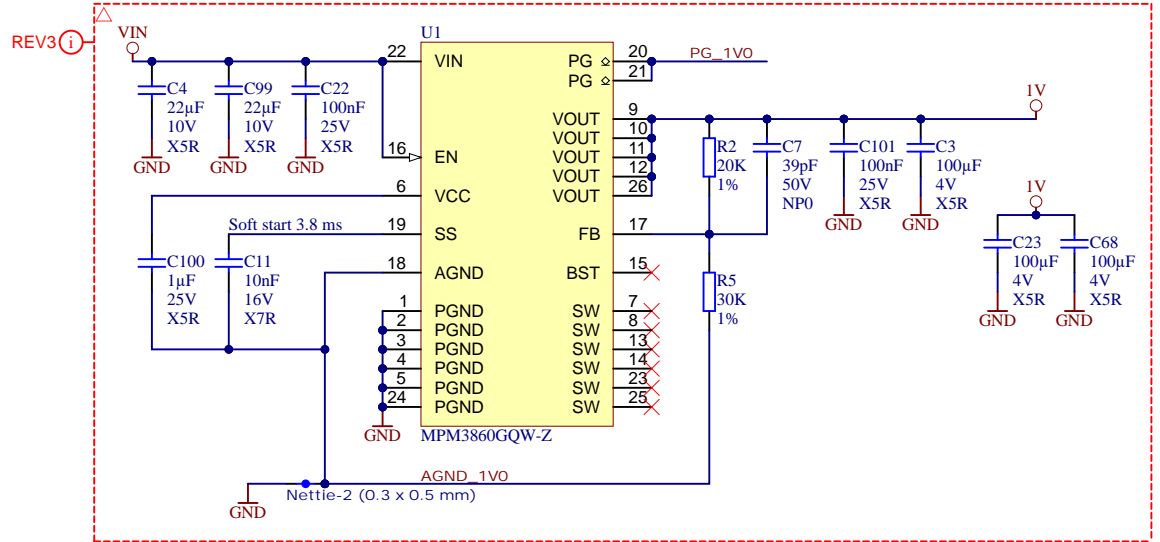 REV3
i
VIN
C4
22µF
10V
X5R
GND
C99
22µF
10V
X5R
GND
C22
100nF
25V
X5R
GND
U1
22 VIN
16 EN
6 VCC
Soft start 3.8 ms
19 SS
18 AGND
1 PGND
2 PGND
3 PGND
4 PGND
5 PGND
24 PGND
GND
PG 20
PG 21
PG_1V0
VOUT 9
VOUT 10
VOUT 11
VOUT 12
VOUT 26
FB 17
BST 15
SW 7
SW 8
SW 13
SW 14
SW 23
SW 25
MPM3860GQW-Z
C100
1µF
25V
X5R
C11
10nF
16V
X7R
R2
20K
1%
C7
39pF
50V
NP0
C101
100nF
25V
X5R
GND
C3
100µF
4V
X5R
GND
1V
R5
30K
1%
1V
C23
100µF
4V
X5R
GND
C68
100µF
4V
X5R
GND
AGND_1V0
Nettie-2 (0.3 x 0.5 mm)
GND